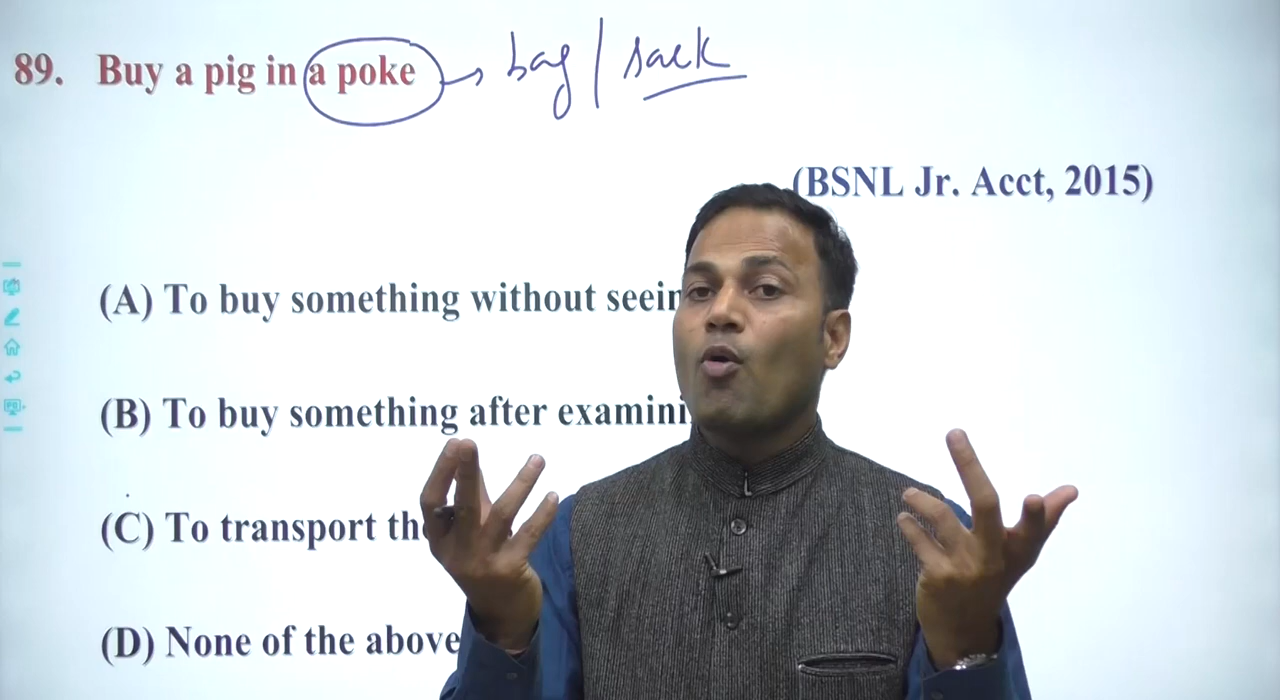 89. Buy a pig in a poke → bag / sack
(BSNL Jr. Acct, 2015)
(A) To buy something without seein
(B) To buy something after examini
(C) To transport th
(D) None of the above